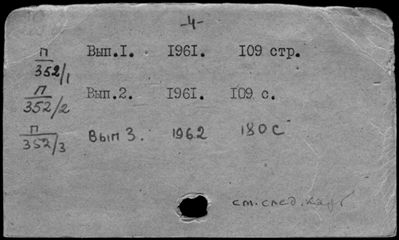 -4-
П
352/1 Вып.I. 1961. 109 стр.
П
352/2 Вып.2. 1961. 109 с.
П
352/3 Вып 3. 1962 180 С
см. след. карт